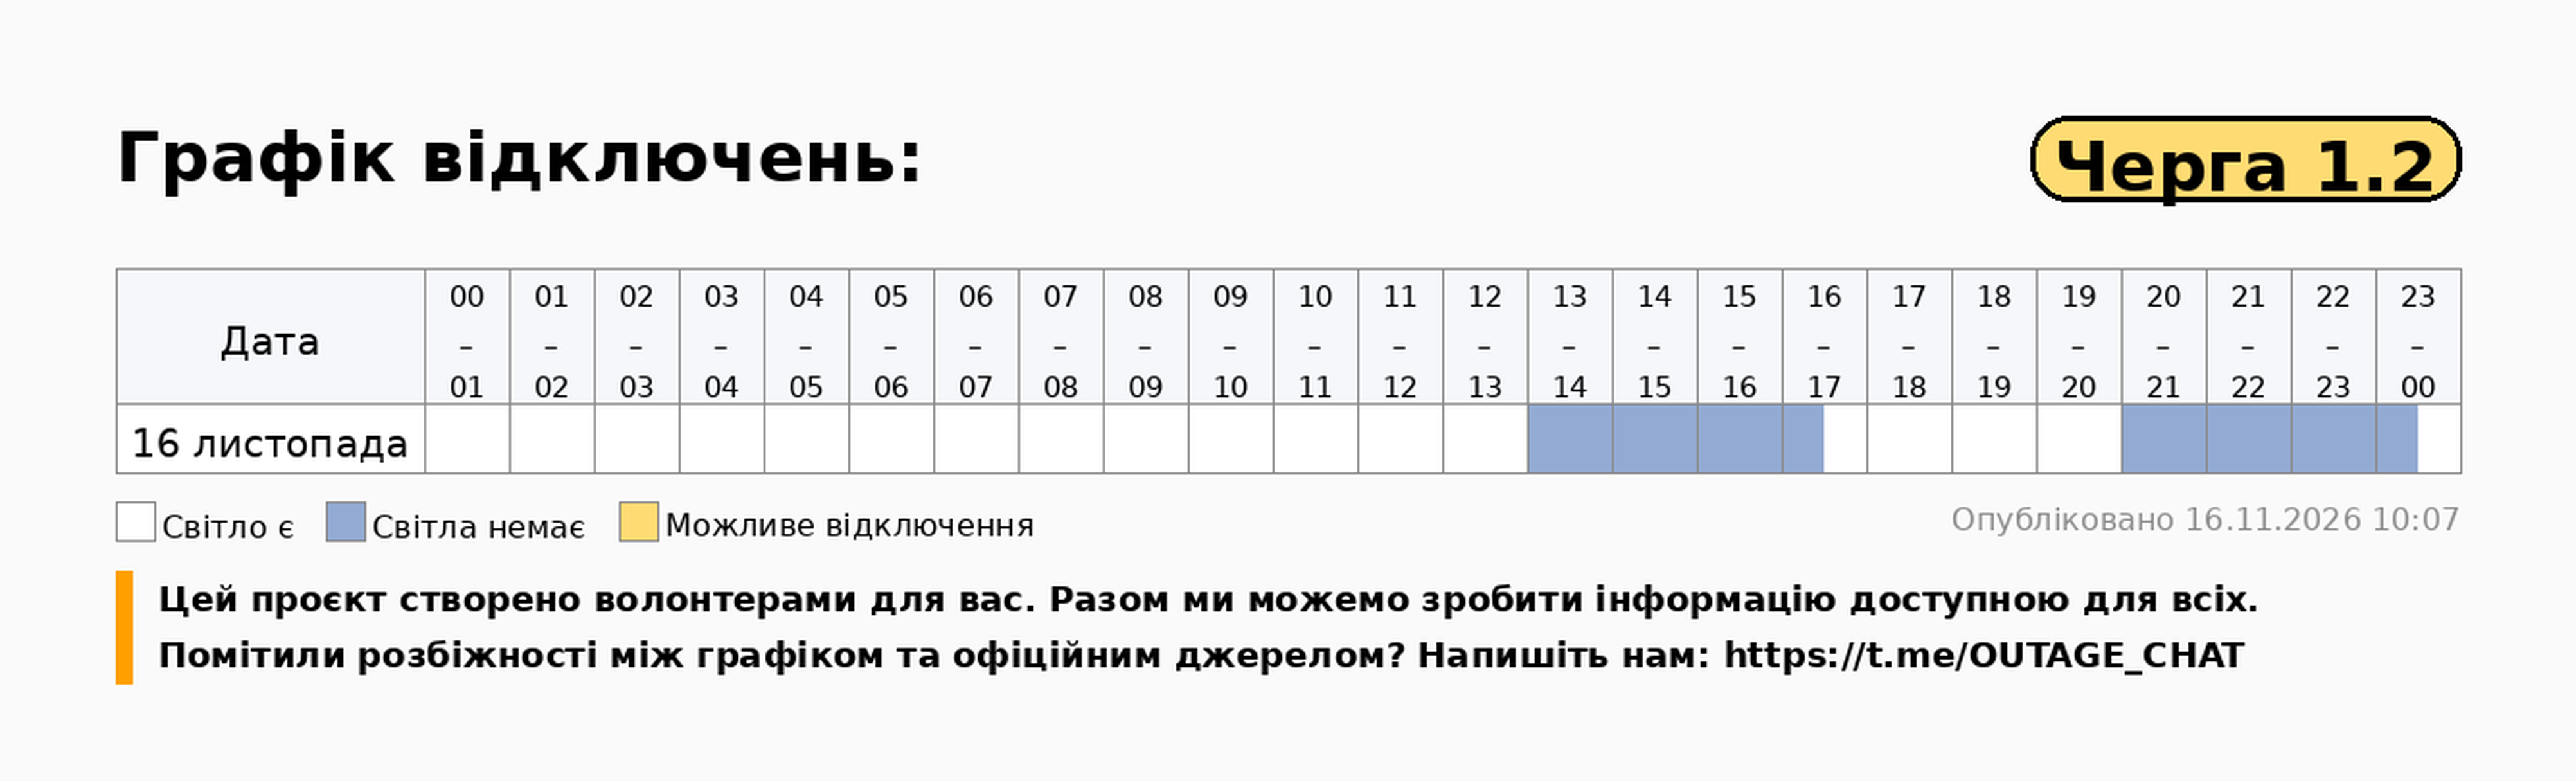 Графік відключень:
Черга 1.2
Дата 00 – 01 01 – 02 02 – 03 03 – 04 04 – 05 05 – 06 06 – 07 07 – 08 08 – 09 09 – 10 10 – 11 11 – 12 12 – 13 13 – 14 14 – 15 15 – 16 16 – 17 17 – 18 18 – 19 19 – 20 20 – 21 21 – 22 22 – 23 23 – 00
16 листопада
Світло є Світла немає Можливе відключення
Опубліковано 16.11.2026 10:07
Цей проєкт створено волонтерами для вас. Разом ми можемо зробити інформацію доступною для всіх.
Помітили розбіжності між графіком та офіційним джерелом? Напишіть нам: https://t.me/OUTAGE_CHAT